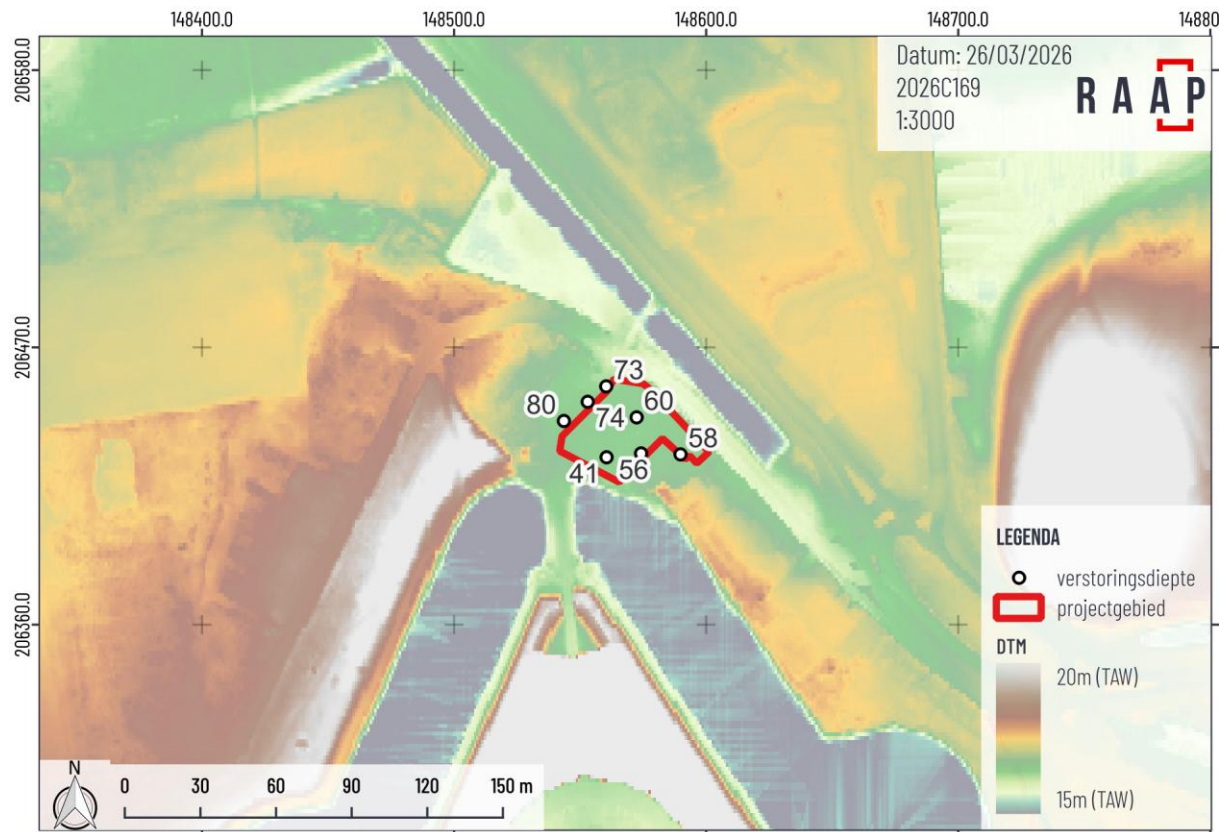 148400.0 148500.0 148600.0 148700.0 14880
206580.0
206470.0
206360.0
Datum: 26/03/2026
2026C169
1:3000
RAAP
73
80
74
60
58
41
56
LEGENDA
verstoringsdiepte
projectgebied
DTM
20m (TAW)
15m (TAW)
N
0 30 60 90 120 150 m